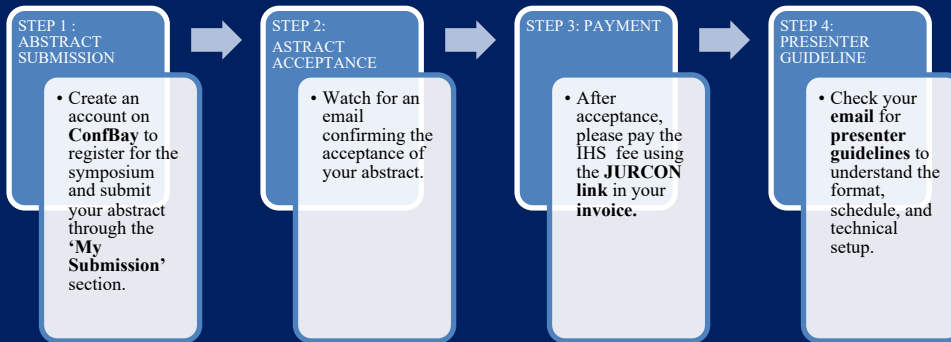 STEP 1 :
ABSTRACT
SUBMISSION
• Create an
account on
ConfBay to
register for the
symposium
and submit
your abstract
through the
‘My
Submission’
section.
STEP 2:
ASTRACT
ACCEPTANCE
• Watch for an
email
confirming the
acceptance of
your abstract.
STEP 3: PAYMENT
• After
acceptance,
please pay the
IHS fee using
the JURCON
link in your
invoice.
STEP 4:
PRESENTER
GUIDELINE
• Check your
email for
presenter
guidelines to
understand the
format,
schedule, and
technical
setup.